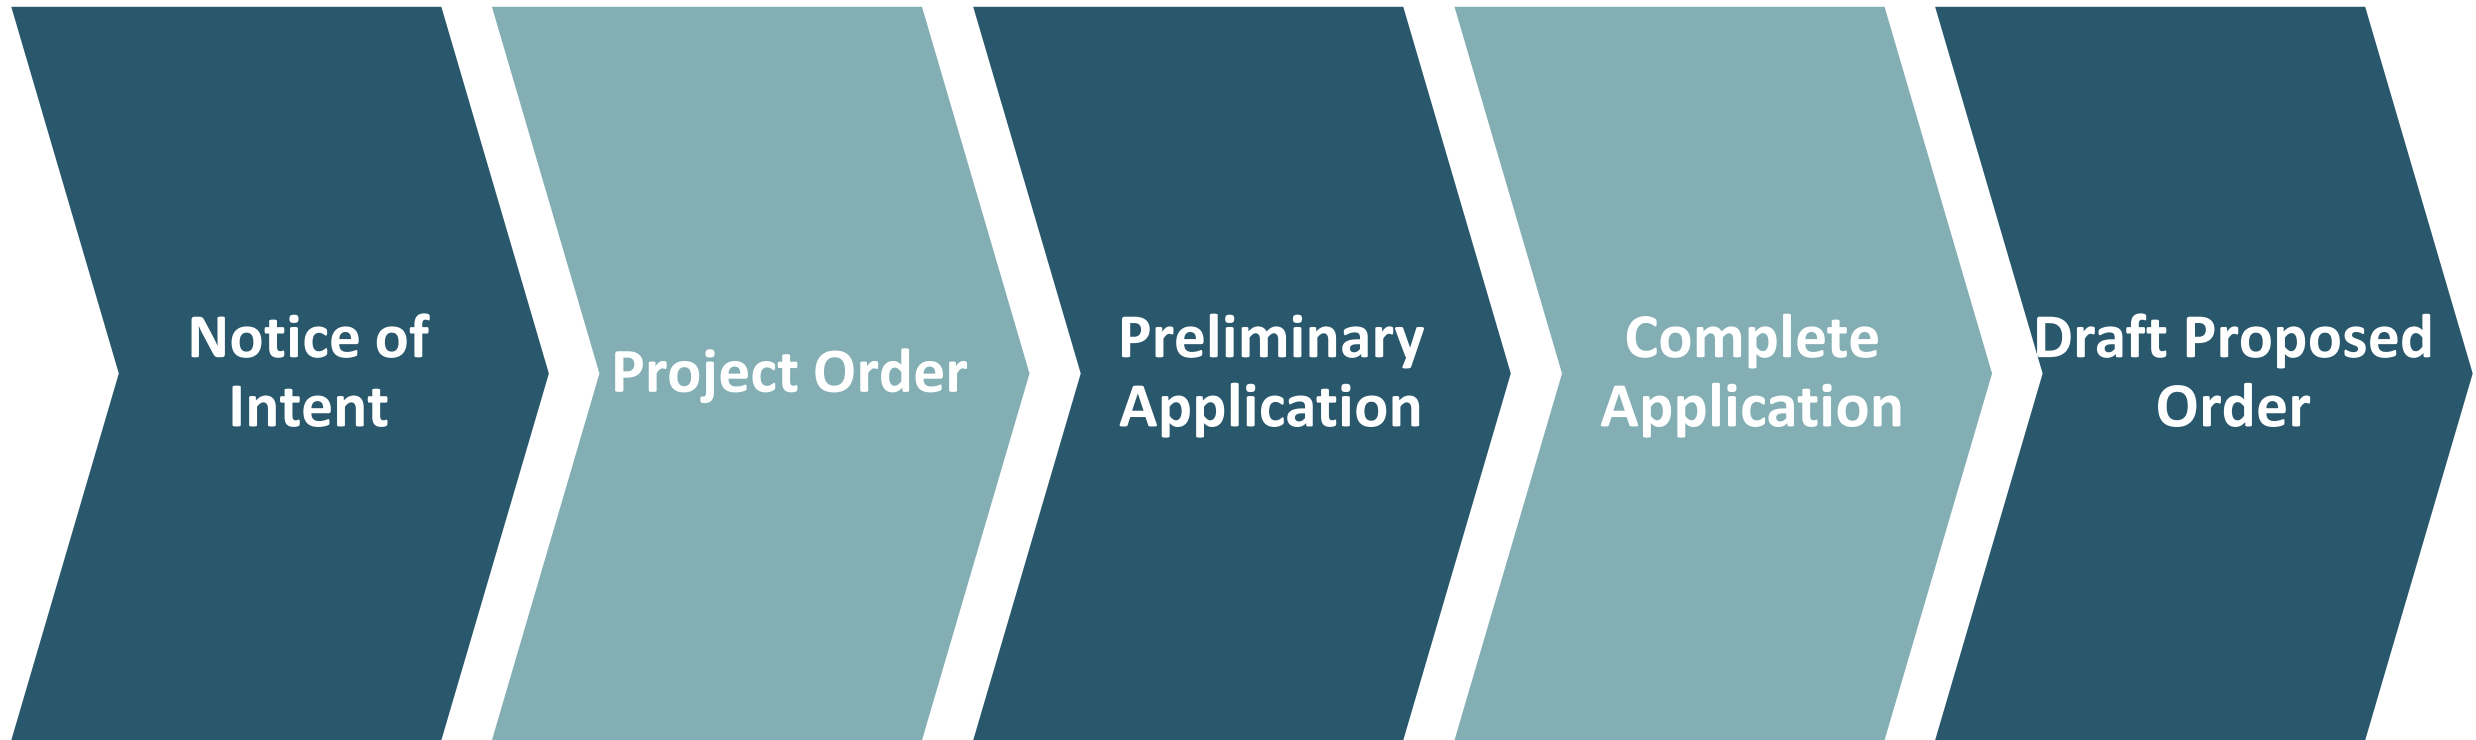 Notice of
Intent
Project Order
Preliminary
Application
Complete
Application
Draft Proposed
Order